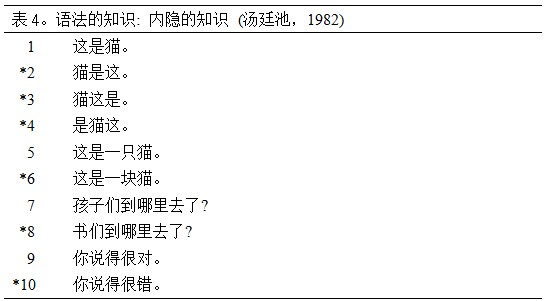 表 4。语法的知识: 内隐的知识 (汤廷池，1982)
1 这是猫。
*2 猫是这。
*3 猫这是。
*4 是猫这。
5 这是一只猫。
*6 这是一块猫。
7 孩子们到哪里去了?
*8 书们到哪里去了?
9 你说得很对。
*10 你说得很错。